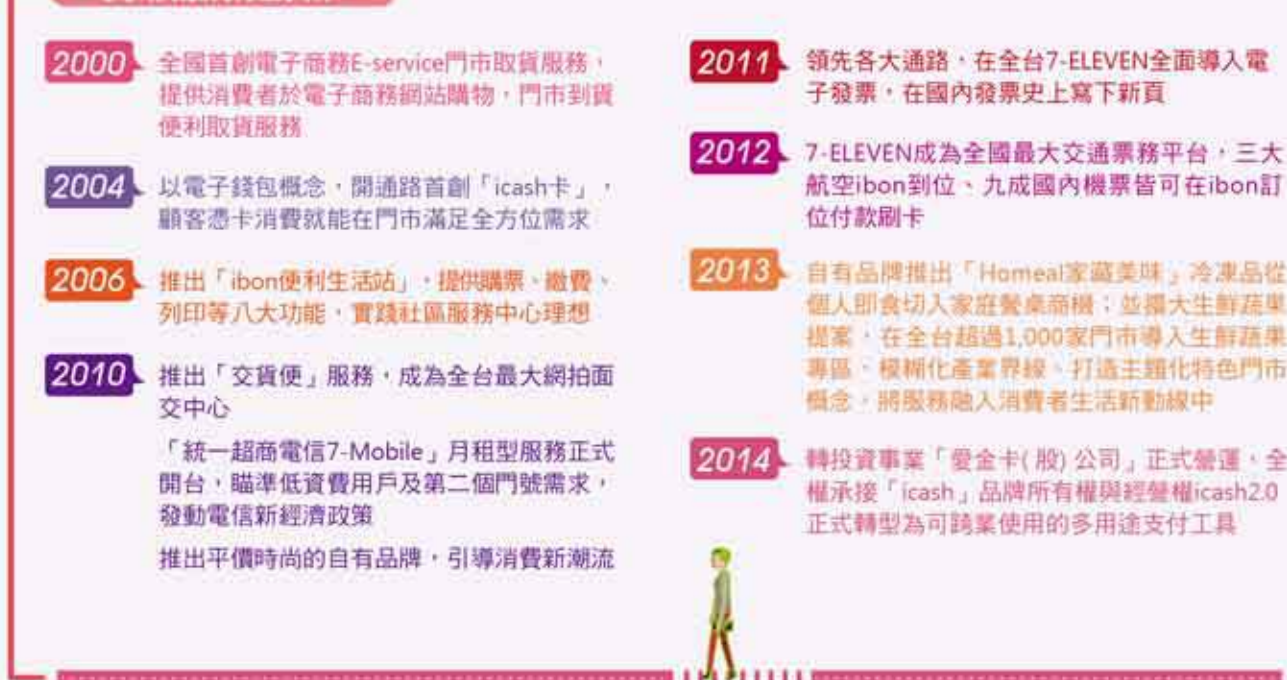 2000
全國首創電子商務E-service門市取貨服務，
提供消費者於電子商務網站購物，門市到貨
便利取貨服務
2004
以電子錢包概念，開通路首創「icash卡」，
顧客憑卡消費就能在門市滿足全方位需求
2006
推出「ibon便利生活站」，提供購票、繳費、
列印等八大功能，實踐社區服務中心理想
2010
推出「交貨便」服務，成為全台最大網拍面
交中心
「統一超商電信7-Mobile」月租型服務正式
開台，瞄準低資費用戶及第二個門號需求，
發動電信新經濟政策
推出平價時尚的自有品牌，引導消費新潮流
2011
領先各大通路，在全台7-ELEVEN全面導入電
子發票，在國內發票史上寫下新頁
2012
7-ELEVEN成為全國最大交通票務平台，三大
航空ibon到位、九成國內機票皆可在ibon訂
位付款刷卡
2013
自有品牌推出「Homeal家藏美味」冷凍品從
個人即食切入家庭餐桌商機；並擴大生鮮蔬果
提案，在全台超過1,000家門市導入生鮮蔬果
專區、模糊化產業界線、打造主題化特色門市
概念，將服務融入消費者生活新動線中
2014
轉投資事業「愛金卡(股)公司」正式營運，全
權承接「icash」品牌所有權與經營權icash2.0
正式轉型為可跨業使用的多用途支付工具